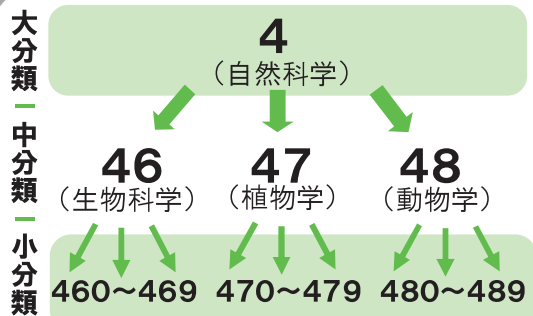 大分類
4
（自然科学）
中分類
46 47 48
（生物科学） （植物学） （動物学）
小分類
460～469 470～479 480～489